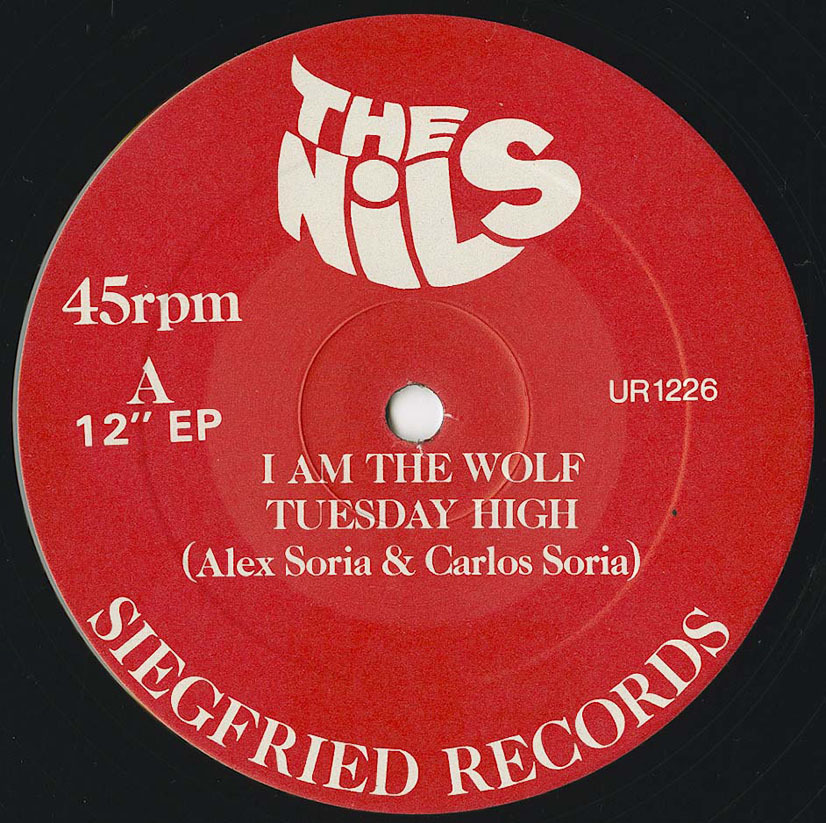 THE
NILS
45rpm
A
12" EP
UR1226
I AM THE WOLF
TUESDAY HIGH
(Alex Soria & Carlos Soria)
SIEGFRIED RECORDS